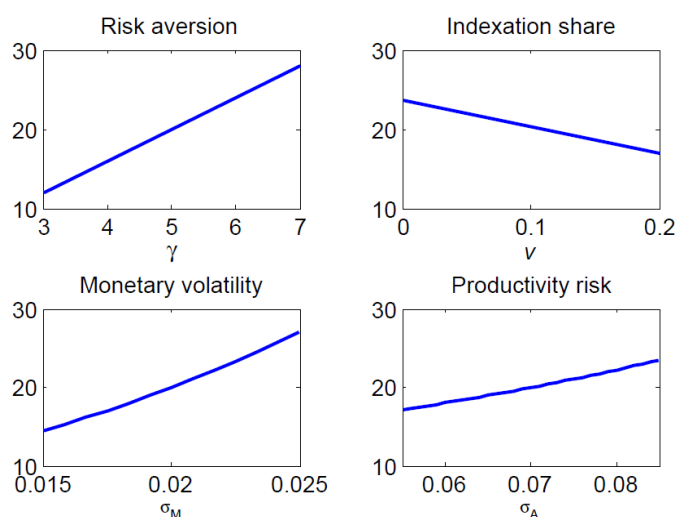 Risk aversion
30
20
10
3 4 5 6 7
γ
Indexation share
30
20
10
0 0.1 0.2
v
Monetary volatility
30
20
10
0.015 0.02 0.025
σM
Productivity risk
30
20
10
0.06 0.07 0.08
σA